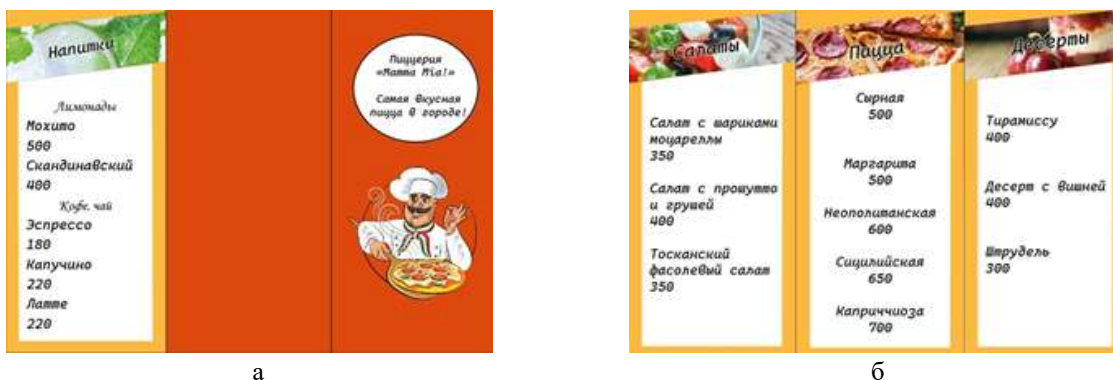 Напитки
Лимонады
Мохито
500
Скандинавский
400
Кофе, чай
Эспрессо
180
Капучино
220
Латте
220
Пиццерия
«Mamma Mia!»
Самая вкусная
пицца в городе!
а
Салаты
Салат с шариками
моцареллы
350
Салат с прошутто
и грушей
400
Тосканский
фасолевый салат
350
Пицца
Сырная
500
Маргарита
500
Неополитанская
600
Сицилийская
650
Каприччиоза
700
Десерты
Тирамиссу
400
Десерт с вишней
400
Штрудель
300
б